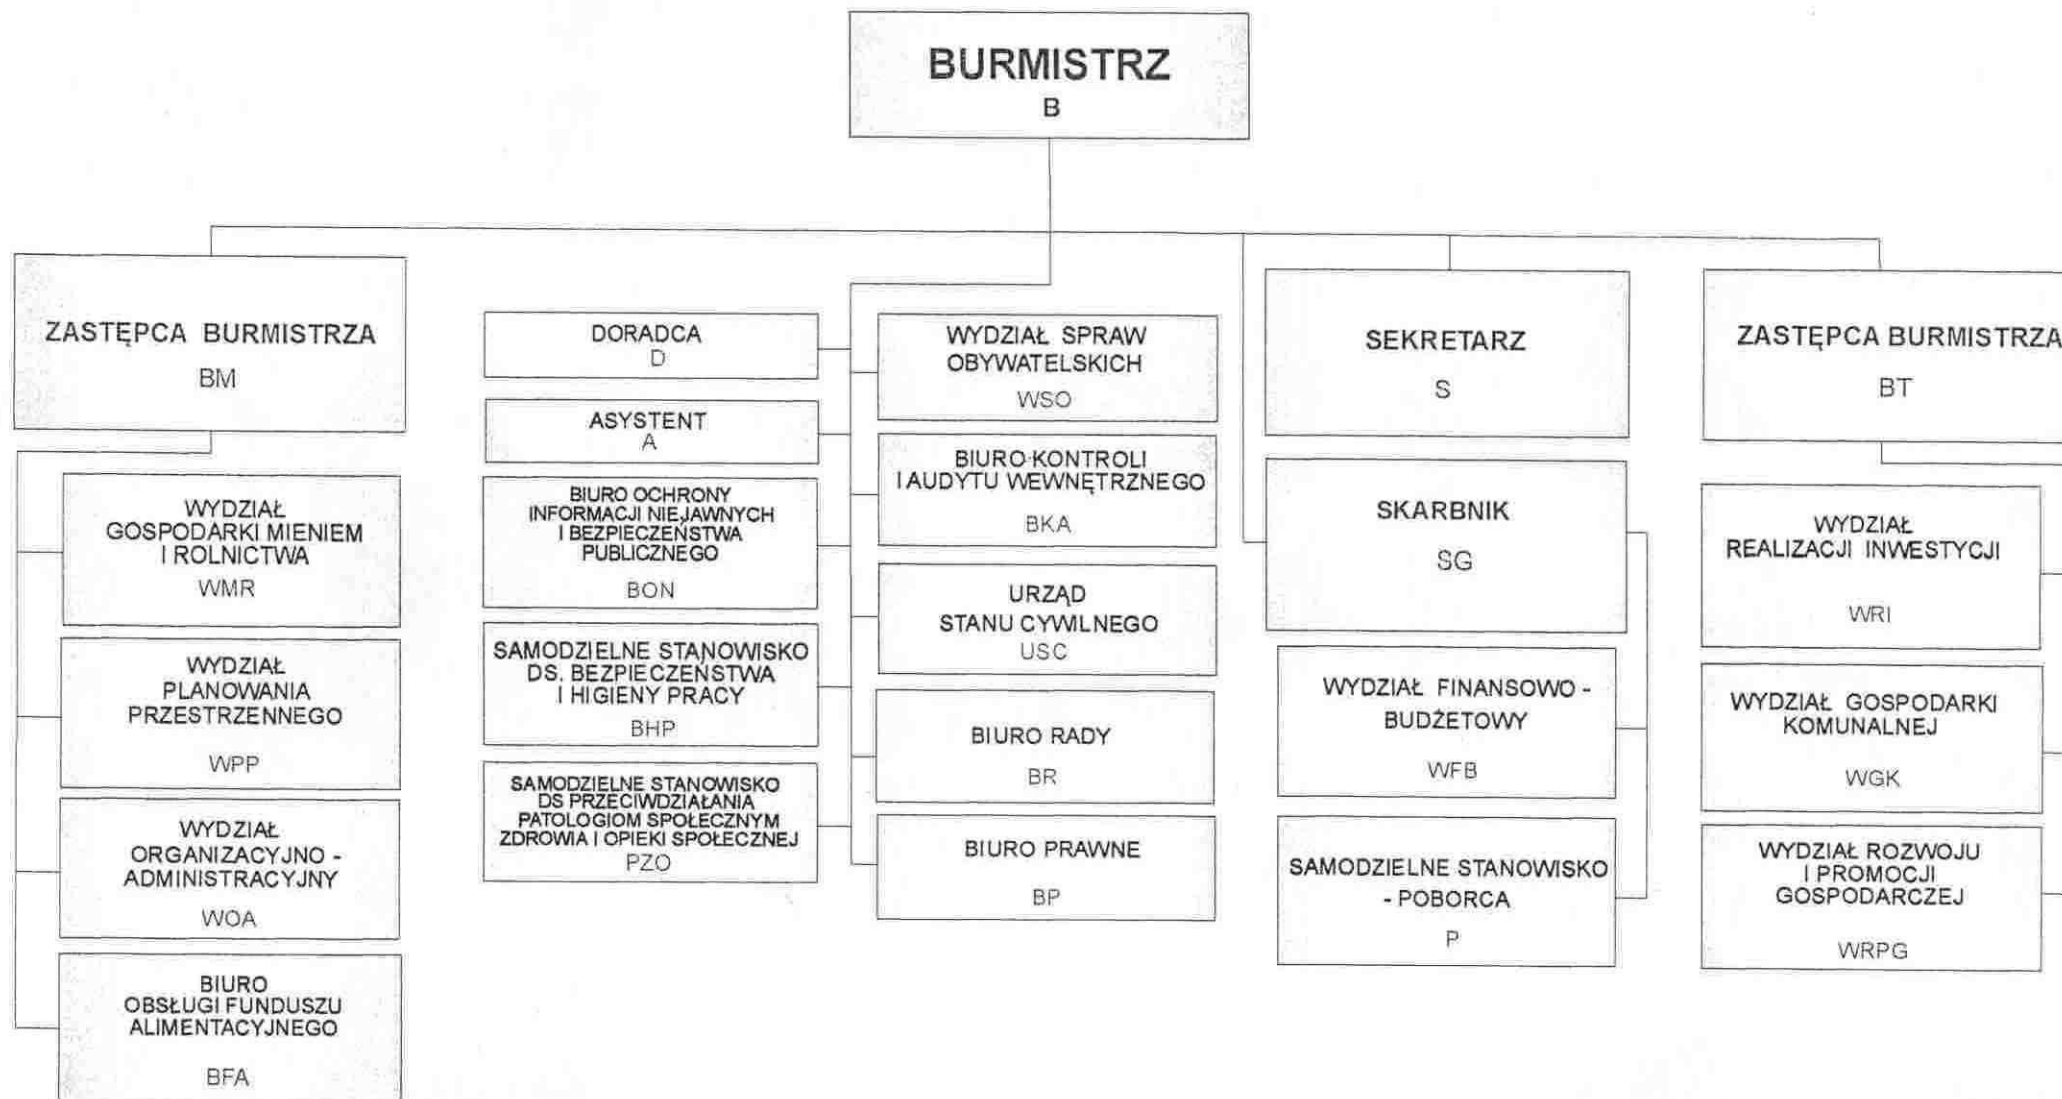 BURMISTRZ
B
ZASTĘPCA BURMISTRZA
BM
WYDZIAŁ
GOSPODARKI MIENIEM
I ROLNICTWA
WMR
WYDZIAŁ
PLANOWANIA
PRZESTRZENNEGO
WPP
WYDZIAŁ
ORGANIZACYJNO -
ADMINISTRACYJNY
WOA
BIURO
OBSŁUGI FUNDUSZU
ALIMENTACYJNEGO
BFA
DORADCA
D
ASYSTENT
A
BIURO OCHRONY
INFORMACJI NIEJAWNYCH
I BEZPIECZEŃSTWA
PUBLICZNEGO
BON
SAMODZIELNE STANOWISKO
DS. BEZPIECZEŃSTWA
I HIGIENY PRACY
BHP
SAMODZIELNE STANOWISKO
DS PRZECIWDZIAŁANIA
PATOLOGIOM SPOŁECZNYM
ZDROWIA I OPIEKI SPOŁECZNEJ
PZO
WYDZIAŁ SPRAW
OBYWATELSKICH
WSO
BIURO KONTROLI
I AUDYTU WEWNĘTRZNEGO
BKA
URZĄD
STANU CYWILNEGO
USC
BIURO RADY
BR
BIURO PRAWNE
BP
SEKRETARZ
S
SKARBNIK
SG
WYDZIAŁ FINANSOWO -
BUDŻETOWY
WFB
SAMODZIELNE STANOWISKO
- POBORCA
P
ZASTĘPCA BURMISTRZA
BT
WYDZIAŁ
REALIZACJI INWESTYCJI
WRI
WYDZIAŁ GOSPODARKI
KOMUNALNEJ
WGK
WYDZIAŁ ROZWOJU
I PROMOCJI
GOSPODARCZEJ
WRPG